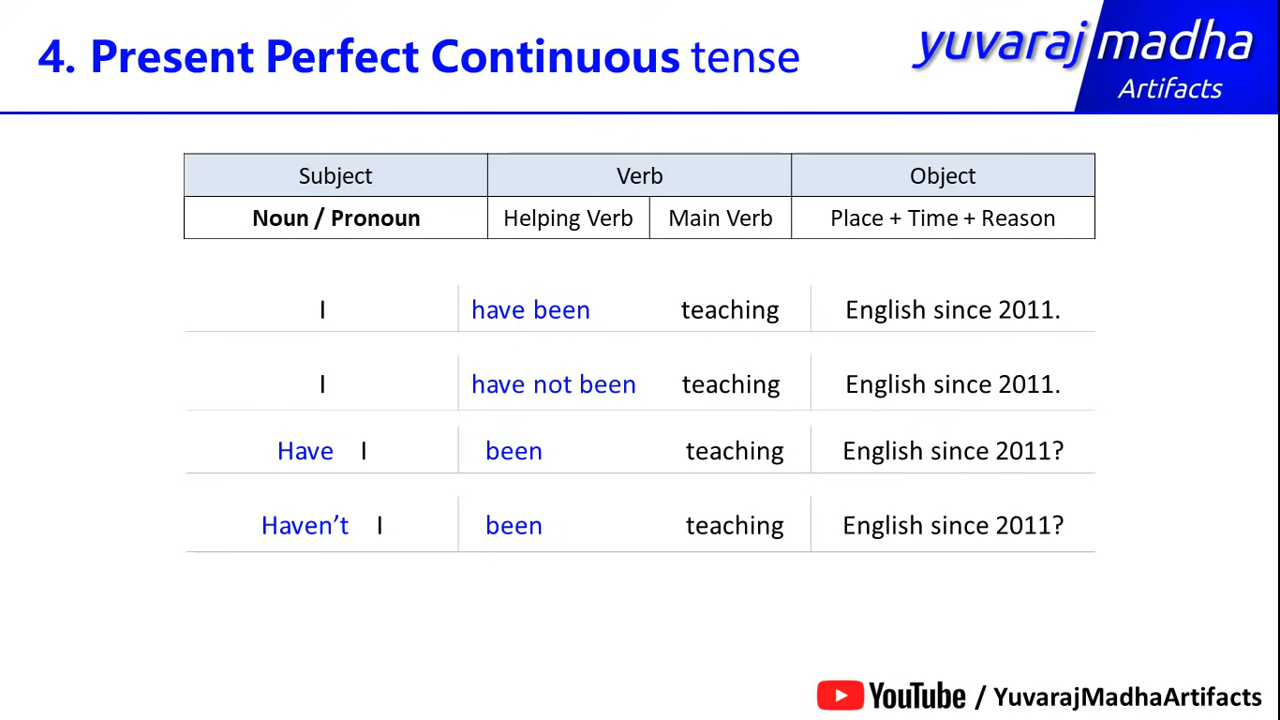 4. Present Perfect Continuous tense
yuvaraj madha
Artifacts
Subject Verb Object
Noun / Pronoun Helping Verb Main Verb Place + Time + Reason
I have been teaching English since 2011.
I have not been teaching English since 2011.
Have I been teaching English since 2011?
Haven’t I been teaching English since 2011?
YouTube / YuvarajMadhaArtifacts